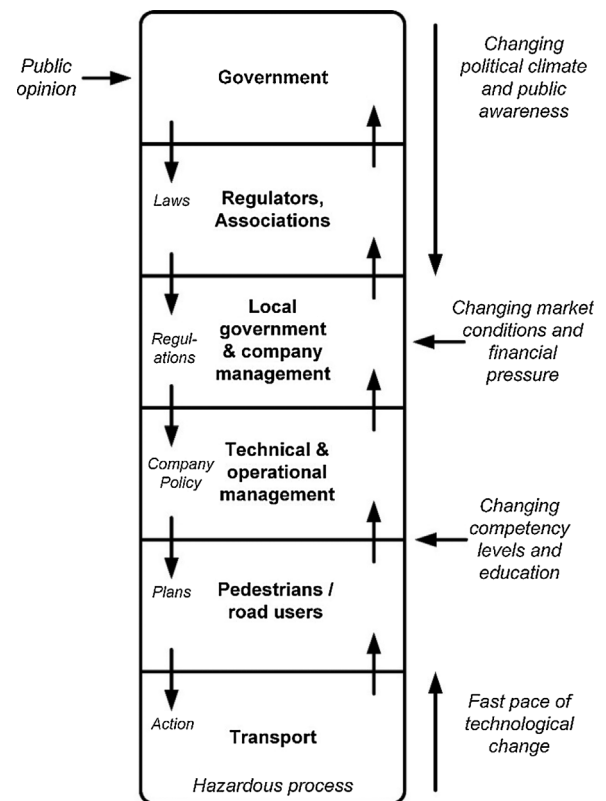 Public
opinion
Government
Changing
political climate
and public
awareness
Laws
Regulators,
Associations
Local
government
& company
management
Regul-
ations
Changing market
conditions and
financial
pressure
Technical &
operational
management
Company
Policy
Changing
competency
levels and
education
Pedestrians /
road users
Plans
Action
Transport
Hazardous process
Fast pace of
technological
change